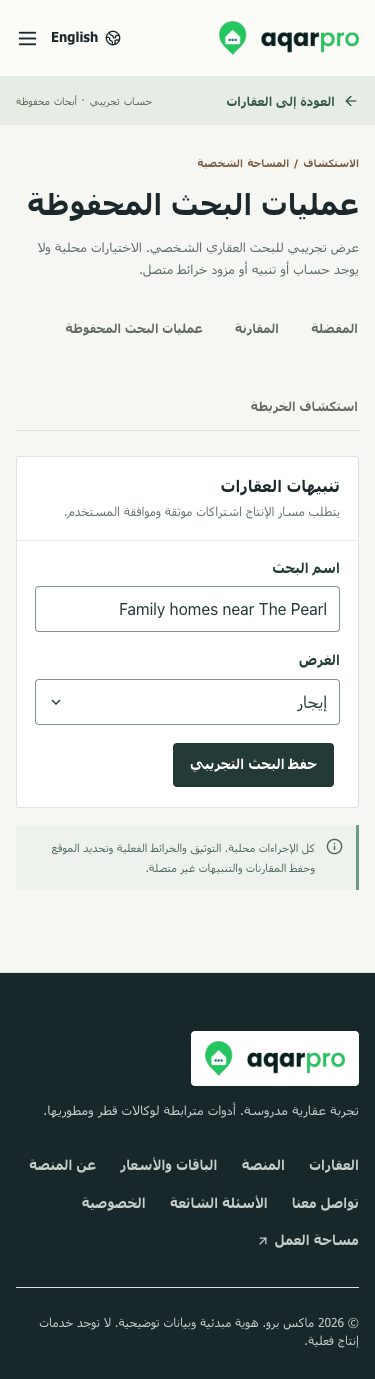 aqarpro
English
العودة إلى العقارات
حساب تجريبي · أبحاث محفوظة
الاستكشاف / المساحة الشخصية
عمليات البحث المحفوظة
عرض تجريبي للبحث العقاري الشخصي. الاختيارات محلية ولا
يوجد حساب أو تنبيه أو مزود خرائط متصل.
المفضلة
المقارنة
عمليات البحث المحفوظة
استكشاف الخريطة
تنبيهات العقارات
يتطلب مسار الإنتاج اشتراكات موثقة وموافقة المستخدم.
اسم البحث
Family homes near The Pearl
الغرض
إيجار
حفظ البحث التجريبي
كل الإجراءات محلية. التوثيق والخرائط الفعلية وتحديد الموقع
وحفظ المقارنات والتنبيهات غير متصلة.
aqarpro
تجربة عقارية مدروسة. أدوات مترابطة لوكالات قطر ومطوريها.
العقارات المنصة الباقات والأسعار عن المنصة
تواصل معنا الأسئلة الشائعة الخصوصية
مساحة العمل
© 2026 ماكس برو. هوية مبدئية وبيانات توضيحية. لا توجد خدمات
إنتاج فعلية.